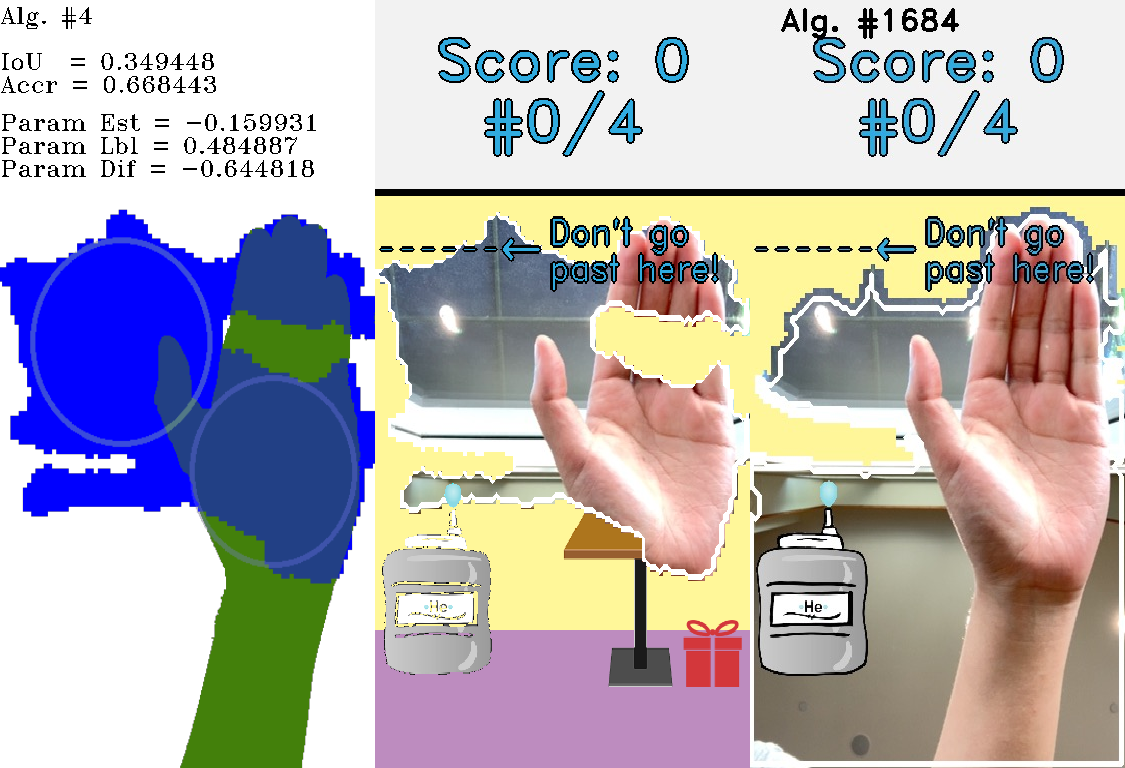 Alg. #4
IoU = 0.349448
Accr = 0.668443
Param Est = −0.159931
Param Lbl = 0.484887
Param Dif = −0.644818
Score: 0
#0/4
Don't go
past here!
He
Alg. #1684
Score: 0
#0/4
Don't go
past here!
He